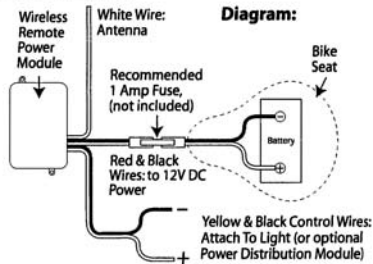 Diagram:
Wireless
Remote
Power
Module
White Wire:
Antenna
Recommended
1 Amp Fuse,
(not included)
Bike
Seat
−
Battery
+
Red & Black
Wires: to 12V DC
Power
−
+
Yellow & Black Control Wires:
Attach To Light (or optional
Power Distribution Module)